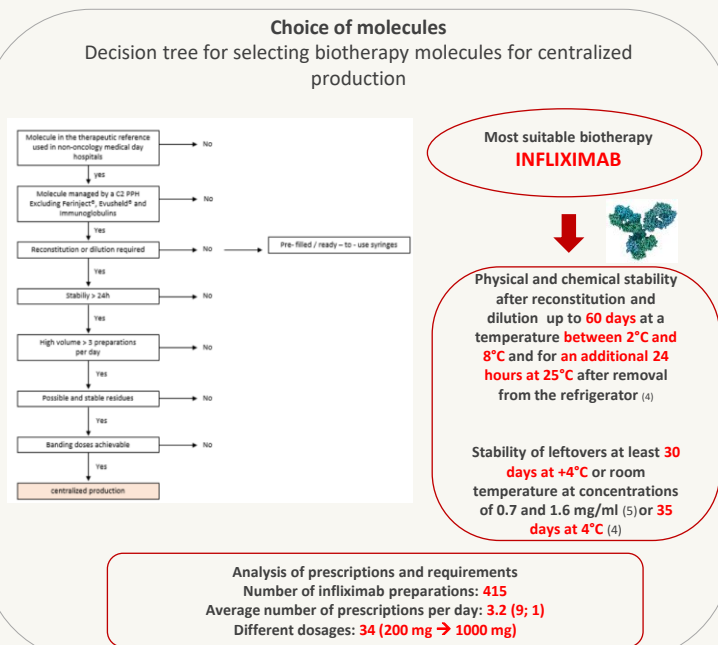 Choice of molecules
Decision tree for selecting biotherapy molecules for centralized
production
Molecule in the therapeutic reference
used in non-oncology medical day
hospitals
No
yes
Molecule managed by a C2 PPH
Excluding Ferinject®, Evusheld® and
Immunoglobulins
No
Yes
Reconstitution or dilution required
No
Pre- filled / ready – to - use syringes
Yes
Stabiliy > 24h
No
Yes
High volume > 3 preparations
per day
No
Yes
Possible and stable residues
No
Yes
Banding doses achievable
No
Yes
centralized production
Most suitable biotherapy
INFLIXIMAB
Physical and chemical stability
after reconstitution and
dilution up to 60 days at a
temperature between 2°C and
8°C and for an additional 24
hours at 25°C after removal
from the refrigerator (4)
Stability of leftovers at least 30
days at +4°C or room
temperature at concentrations
of 0.7 and 1.6 mg/ml (5) or 35
days at 4°C (4)
Analysis of prescriptions and requirements
Number of infliximab preparations: 415
Average number of prescriptions per day: 3.2 (9; 1)
Different dosages: 34 (200 mg → 1000 mg)